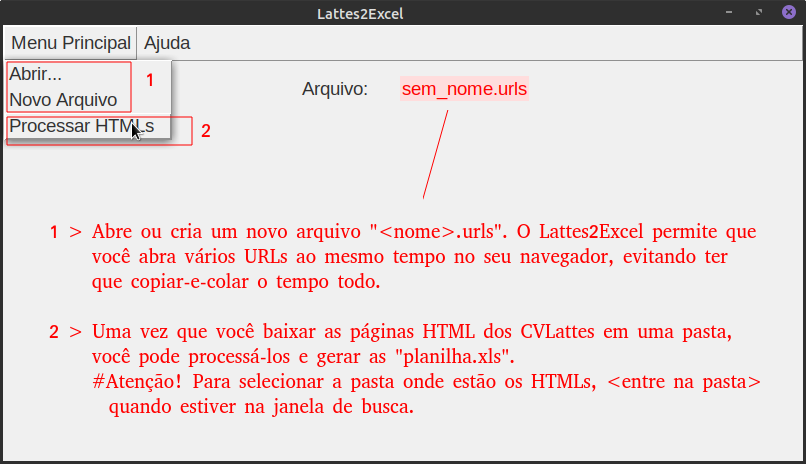 Lattes2Excel
Menu Principal Ajuda
Abrir...
1
Novo Arquivo
Processar HTMLs
2
Arquivo: sem_nome.urls
1 > Abre ou cria um novo arquivo "<nome>.urls". O Lattes2Excel permite que
você abra vários URLs ao mesmo tempo no seu navegador, evitando ter
que copiar-e-colar o tempo todo.
2 > Uma vez que você baixar as páginas HTML dos CVLattes em uma pasta,
você pode processá-los e gerar as "planilha.xls".
#Atenção! Para selecionar a pasta onde estão os HTMLs, <entre na pasta>
quando estiver na janela de busca.